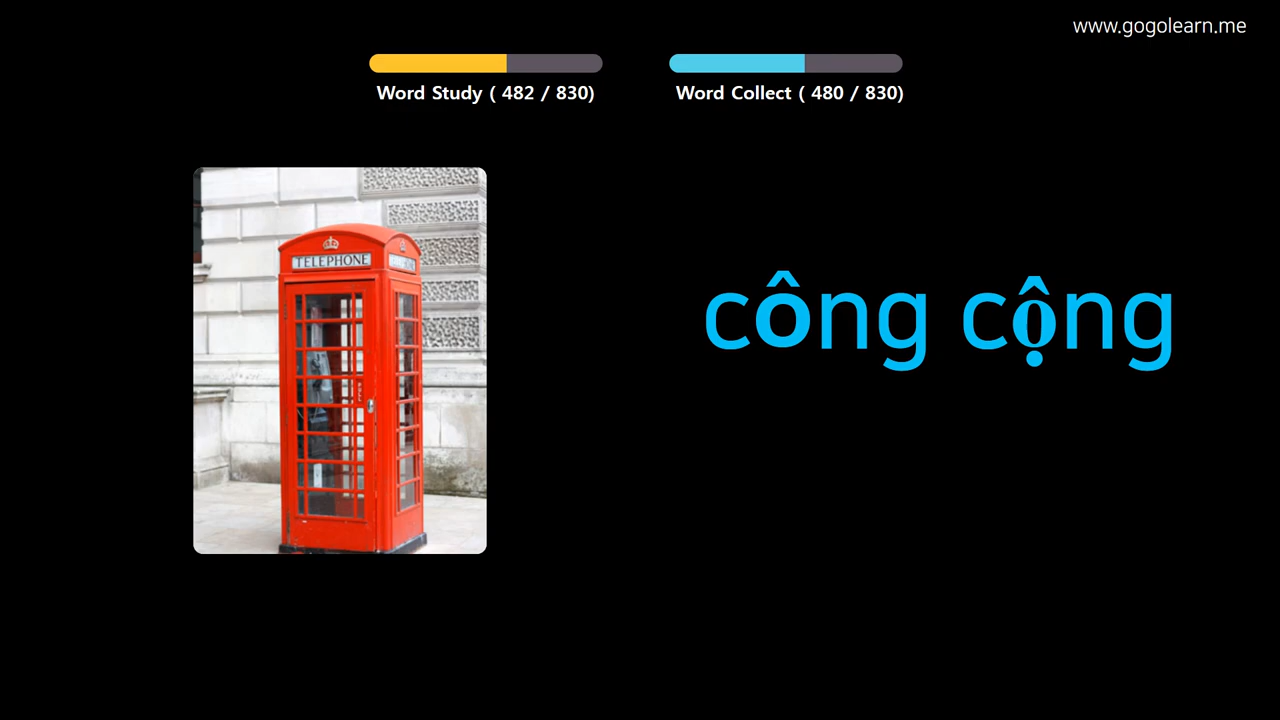 www.gogolearn.me
Word Study ( 482 / 830)
Word Collect ( 480 / 830)
TELEPHONE
công cộng